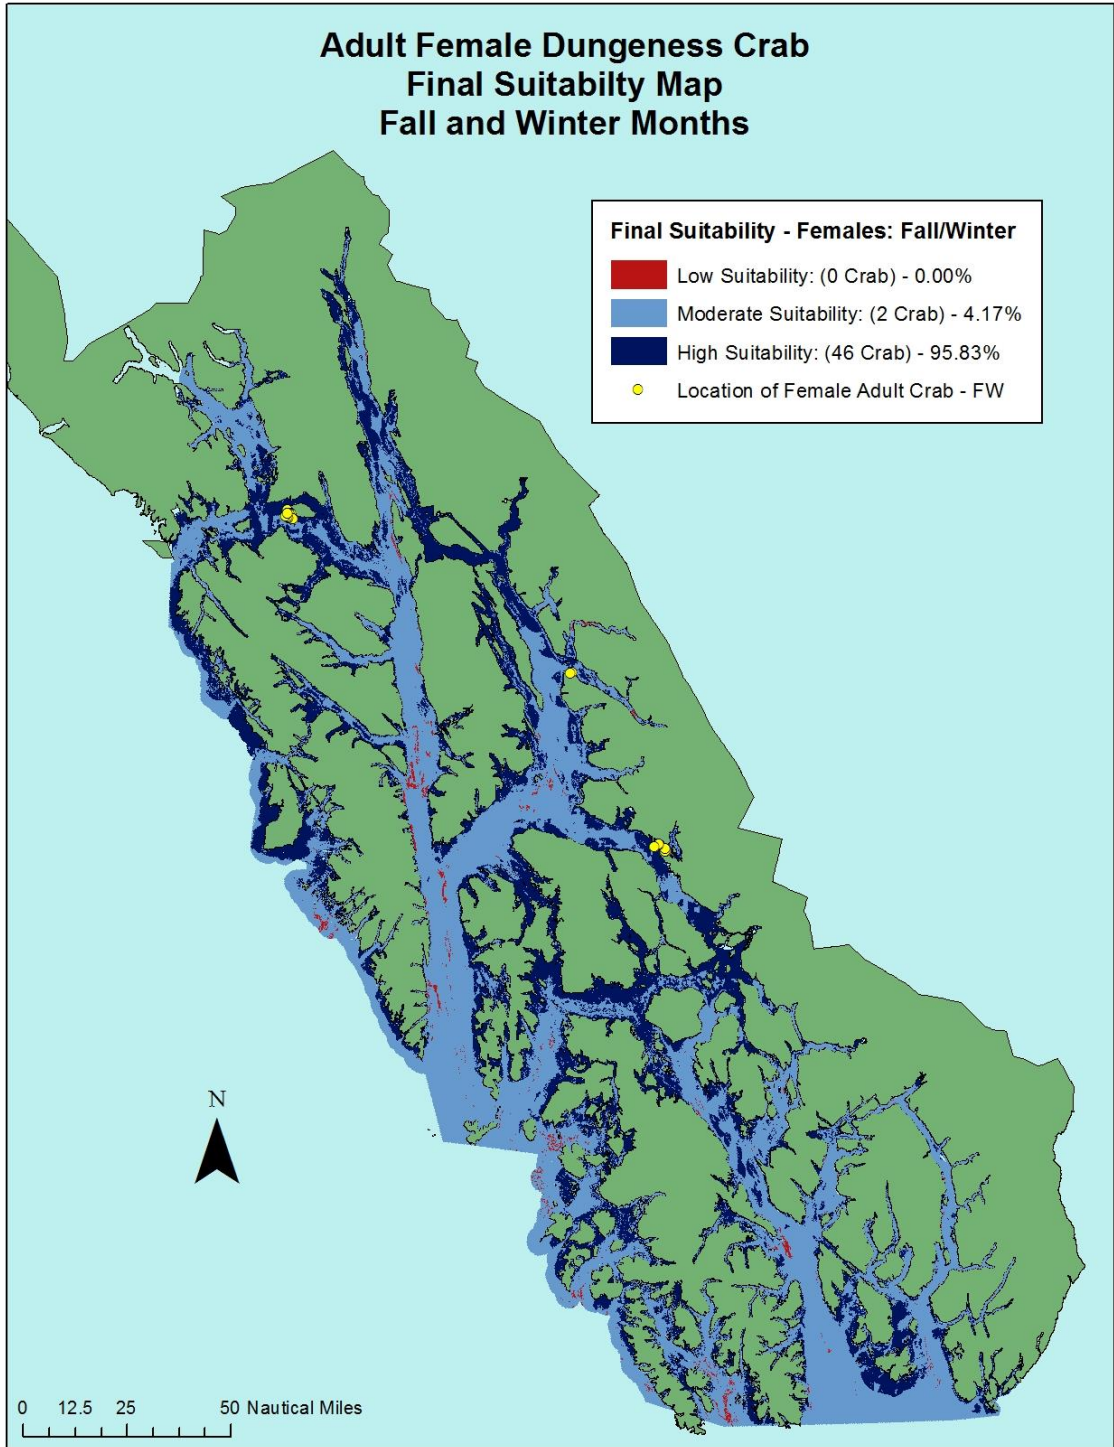 Adult Female Dungeness Crab
Final Suitabilty Map
Fall and Winter Months
Final Suitability - Females: Fall/Winter
Low Suitability: (0 Crab) - 0.00%
Moderate Suitability: (2 Crab) - 4.17%
High Suitability: (46 Crab) - 95.83%
Location of Female Adult Crab - FW
N
0 12.5 25 50 Nautical Miles